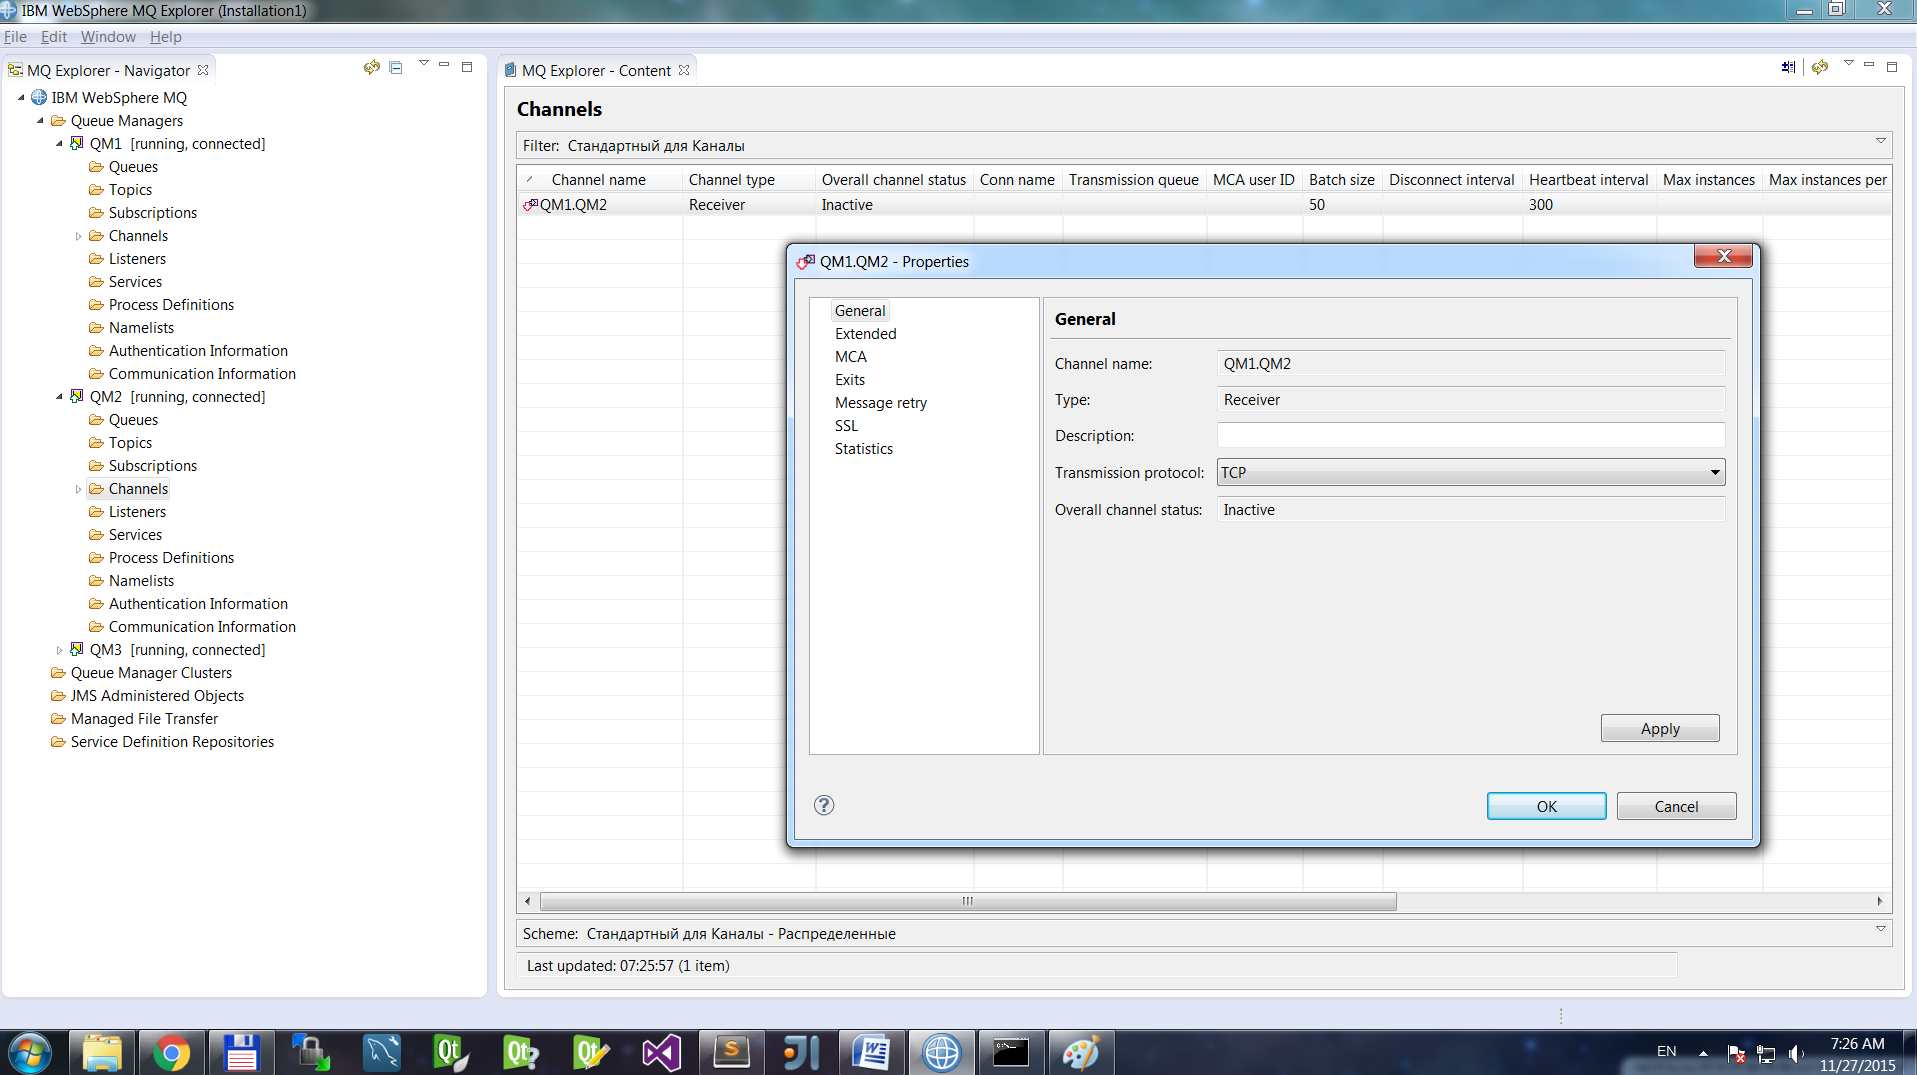 IBM WebSphere MQ Explorer (Installation1)
File Edit Window Help
MQ Explorer - Navigator
IBM WebSphere MQ
Queue Managers
QM1 [running, connected]
Queues
Topics
Subscriptions
Channels
Listeners
Services
Process Definitions
Namelists
Authentication Information
Communication Information
QM2 [running, connected]
Queues
Topics
Subscriptions
Channels
Listeners
Services
Process Definitions
Namelists
Authentication Information
Communication Information
QM3 [running, connected]
Queue Manager Clusters
JMS Administered Objects
Managed File Transfer
Service Definition Repositories
MQ Explorer - Content
Channels
Filter: Стандартный для Каналы
Channel name Channel type Overall channel status Conn name Transmission queue MCA user ID Batch size Disconnect interval Heartbeat interval Max instances Max instances per
QM1.QM2 Receiver Inactive 50 300
QM1.QM2 - Properties
General
Extended
MCA
Exits
Message retry
SSL
Statistics
General
Channel name: QM1.QM2
Type: Receiver
Description:
Transmission protocol: TCP
Overall channel status: Inactive
Apply
?
OK Cancel
Scheme: Стандартный для Каналы - Распределенные
Last updated: 07:25:57 (1 item)
Qt Qt? Qt S JI W C:\
EN
7:26 AM
11/27/2015